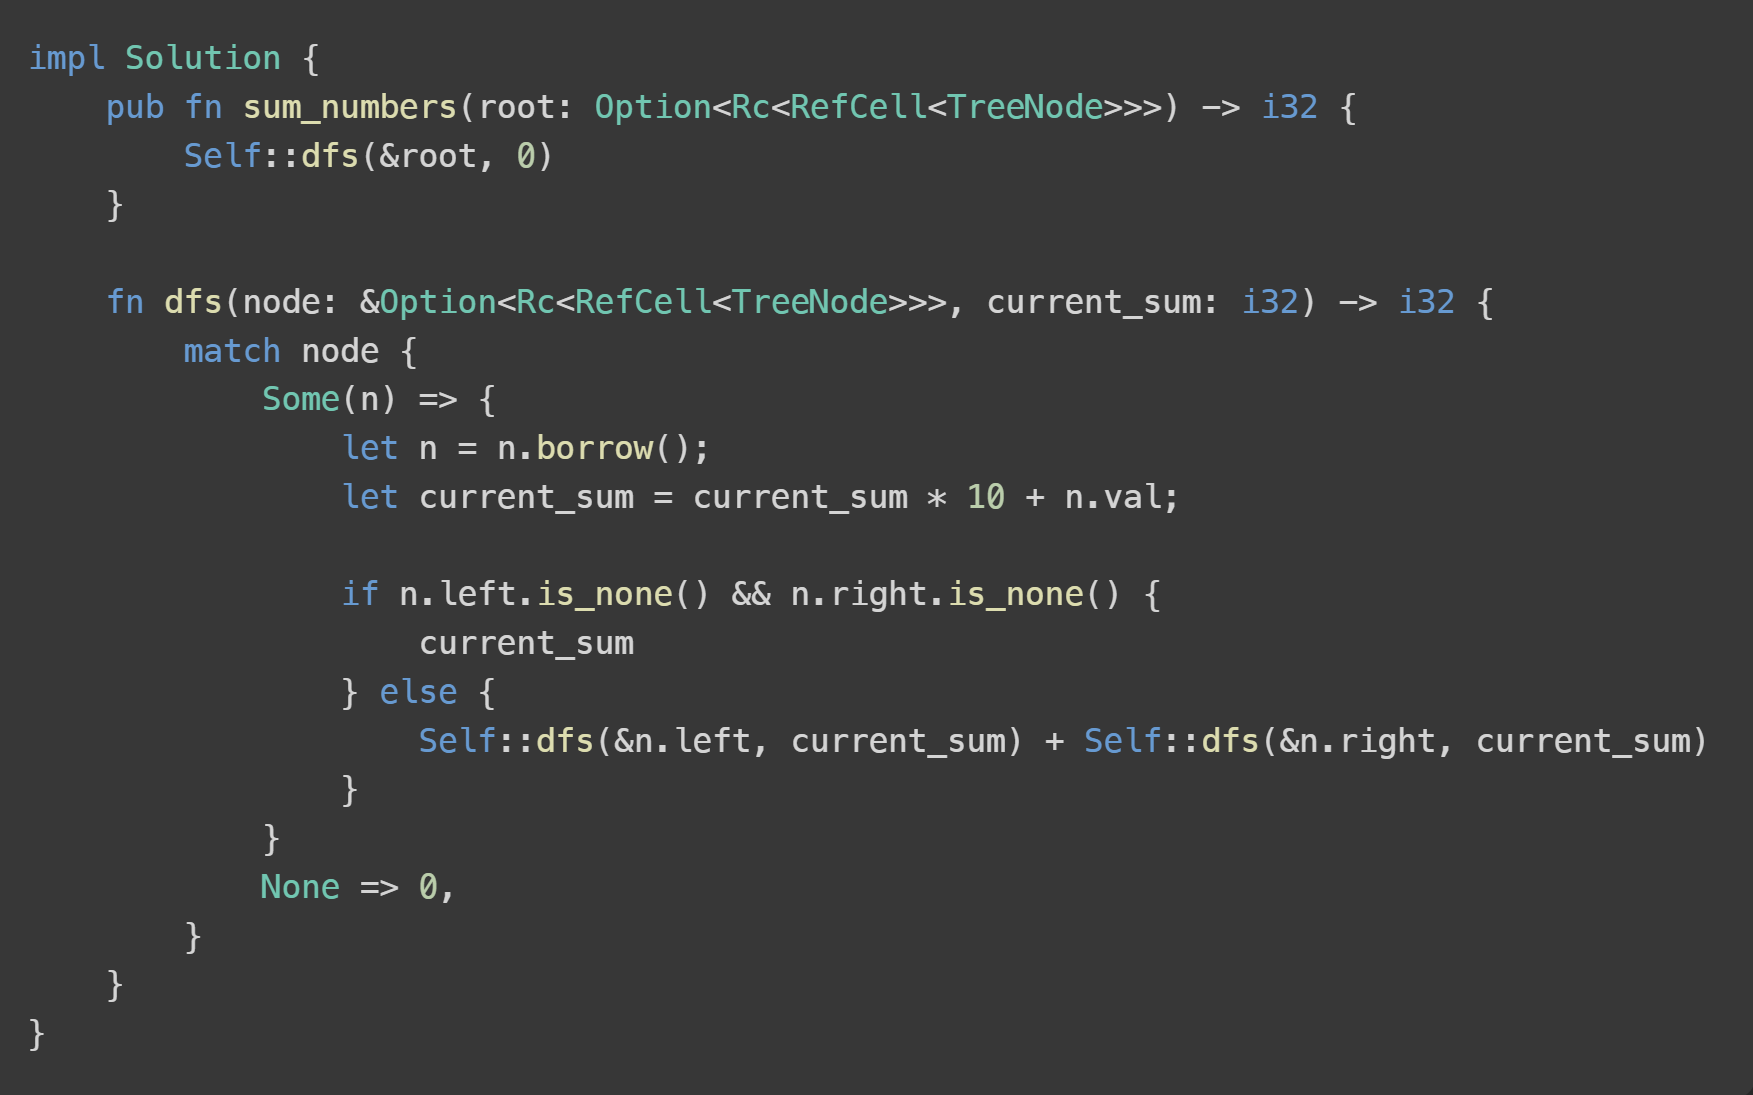 impl Solution {
    pub fn sum_numbers(root: Option<Rc<RefCell<TreeNode>>>) -> i32 {
        Self::dfs(&root, 0)
    }

    fn dfs(node: &Option<Rc<RefCell<TreeNode>>>, current_sum: i32) -> i32 {
        match node {
            Some(n) => {
                let n = n.borrow();
                let current_sum = current_sum * 10 + n.val;

                if n.left.is_none() && n.right.is_none() {
                    current_sum
                } else {
                    Self::dfs(&n.left, current_sum) + Self::dfs(&n.right, current_sum)
                }
            }
            None => 0,
        }
    }
}